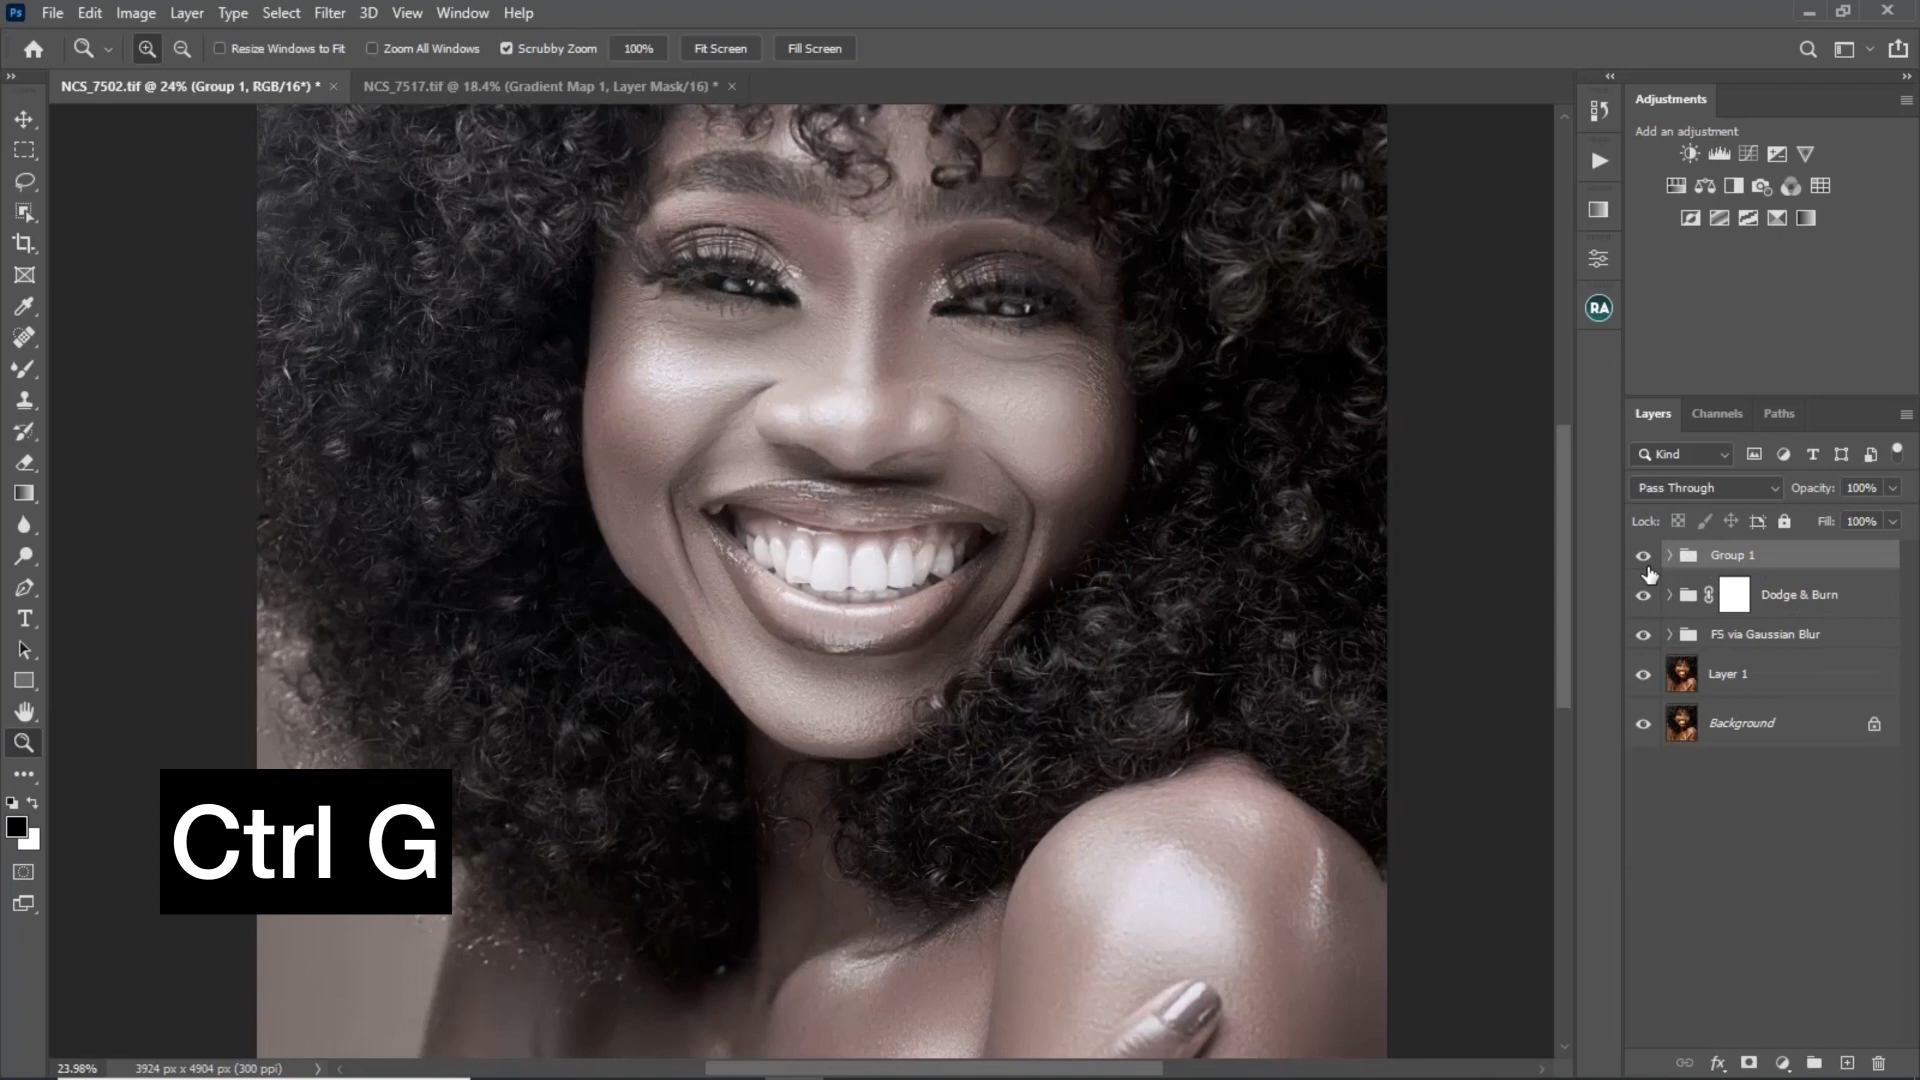 Ps File Edit Image Layer Type Select Filter 3D View Window Help
Resize Windows to Fit Zoom All Windows Scrubby Zoom 100% Fit Screen Fill Screen
NCS_7502.tif @ 24% (Group 1, RGB/16*) * × NCS_7517.tif @ 18.4% (Gradient Map 1, Layer Mask/16) * ×
Adjustments
Add an adjustment
RA
Layers Channels Paths
Kind
Pass Through Opacity: 100%
Lock: Fill: 100%
Group 1
Dodge & Burn
FS via Gaussian Blur
Layer 1
Background
Ctrl G
23.98% 3924 px x 4904 px (300 ppi)